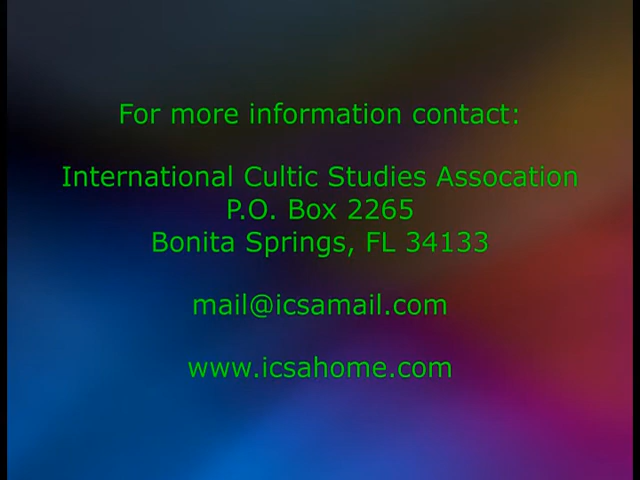 For more information contact:
International Cultic Studies Assocation
P.O. Box 2265
Bonita Springs, FL 34133
mail@icsamail.com
www.icsahome.com